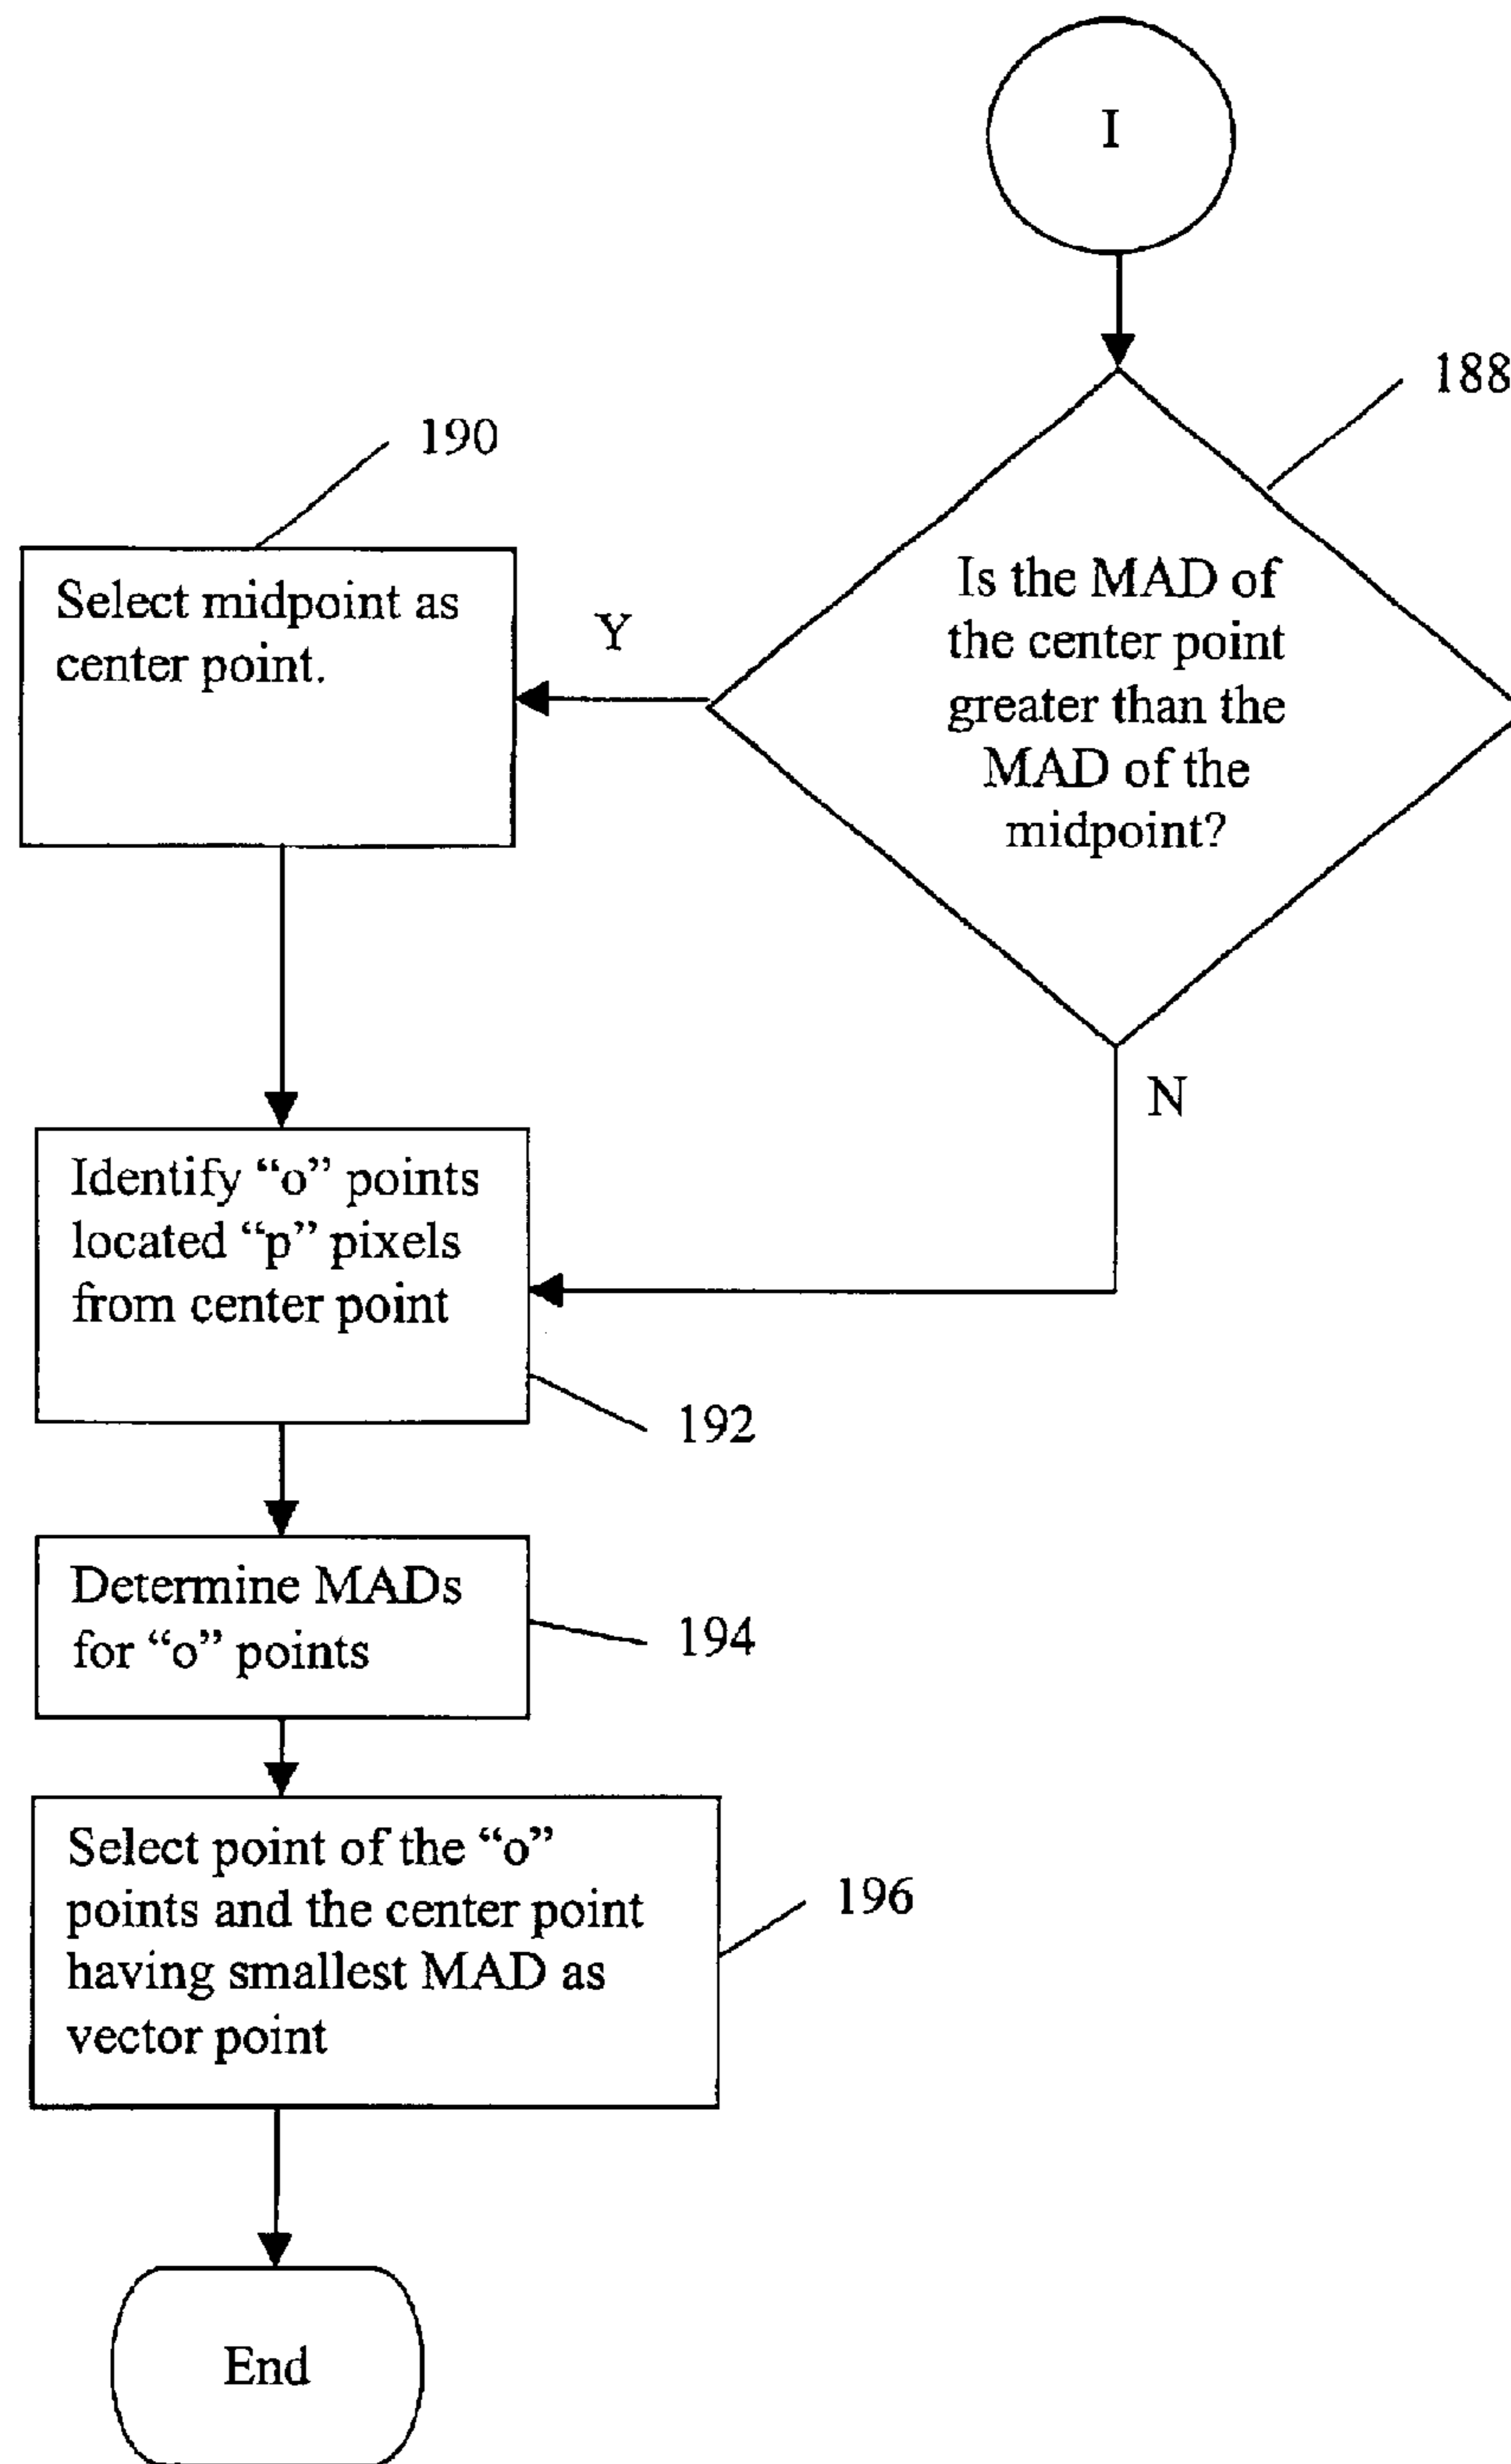 I
188
Is the MAD of
the center point
greater than the
MAD of the
midpoint?
190
Select midpoint as
center point.
Y
N
Identify “o” points
located “p” pixels
from center point
192
Determine MADs
for “o” points
194
Select point of the “o”
points and the center point
having smallest MAD as
vector point
196
End